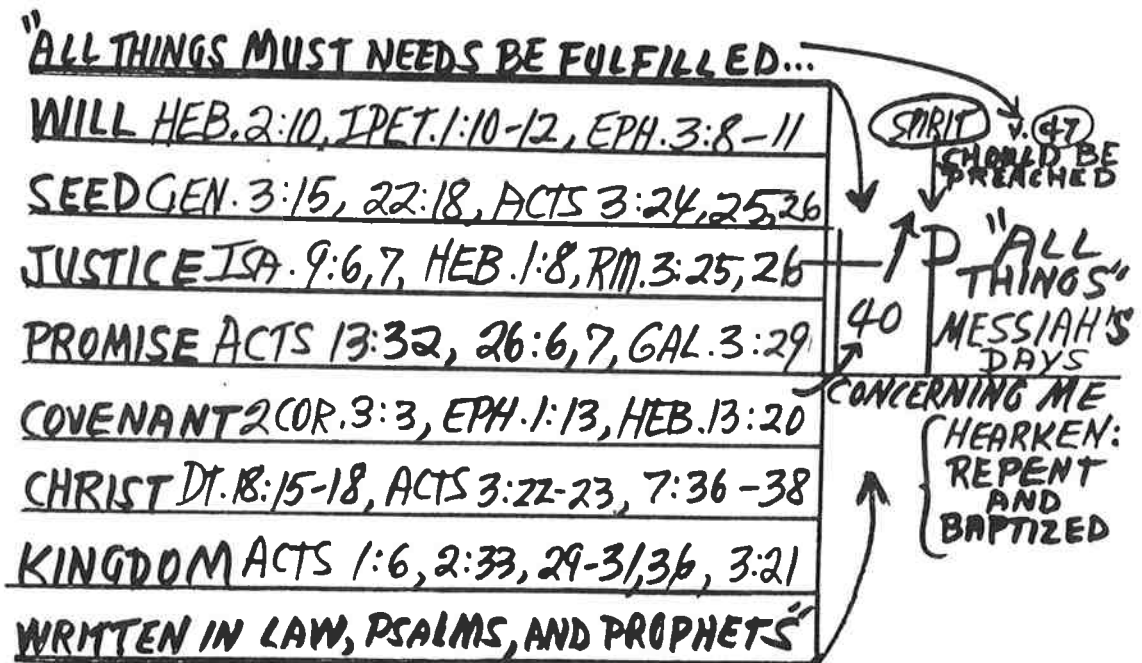 "ALL THINGS MUST NEEDS BE FULFILLED...
WILL HEB. 2:10, I PET. 1:10-12, EPH. 3:8-11
SEED GEN. 3:15, 22:18, ACTS 3:24,25,26
JUSTICE ISA. 9:6,7, HEB. 1:8, RM. 3:25,26
PROMISE ACTS 13:32, 26:6,7, GAL. 3:29
COVENANT 2 COR. 3:3, EPH. 1:13, HEB. 13:20
CHRIST DT. 18:15-18, ACTS 3:22-23, 7:36-38
KINGDOM ACTS 1:6, 2:33, 29-31,36, 3:21
WRITTEN IN LAW, PSALMS, AND PROPHETS"
SPIRIT v. 47
SHOULD BE
PREACHED
40
P "ALL
THINGS"
MESSIAH'S
DAYS
CONCERNING ME
HEARKEN:
REPENT
AND
BAPTIZED